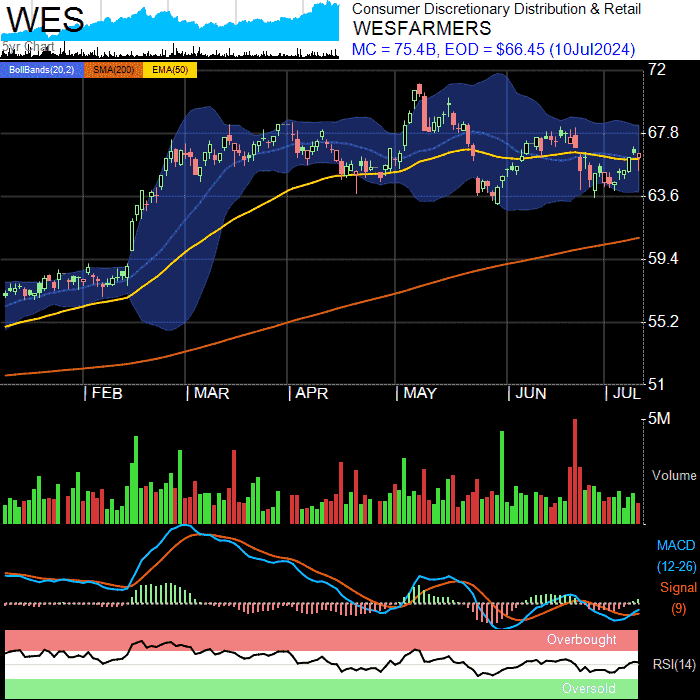 WES
5yr Chart
Consumer Discretionary Distribution & Retail
WESFARMERS
MC = 75.4B, EOD = $66.45 (10Jul2024)
BollBands(20,2) SMA(200) EMA(50)
72
67.8
63.6
59.4
55.2
51
FEB MAR APR MAY JUN JUL
5M
Volume
MACD
(12-26)
Signal
(9)
Overbought
RSI(14)
Oversold